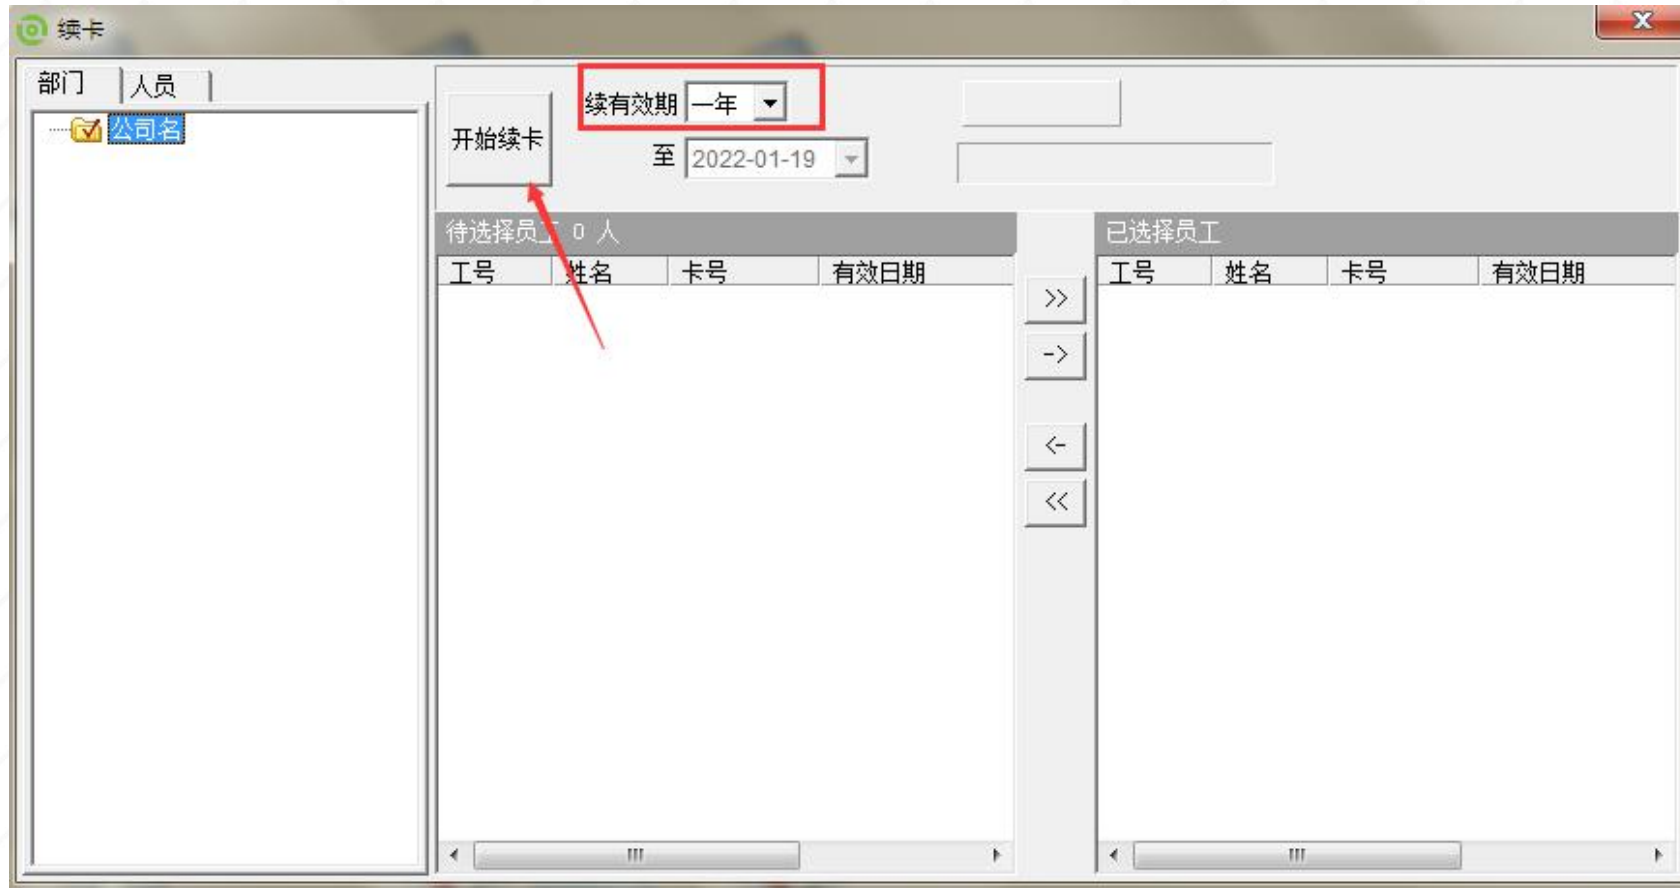 续卡
部门 人员
公司名
开始续卡
续有效期 一年
至 2022-01-19
待选择员工 0 人
工号 姓名 卡号 有效日期
>>
->
<-
<<
已选择员工
工号 姓名 卡号 有效日期